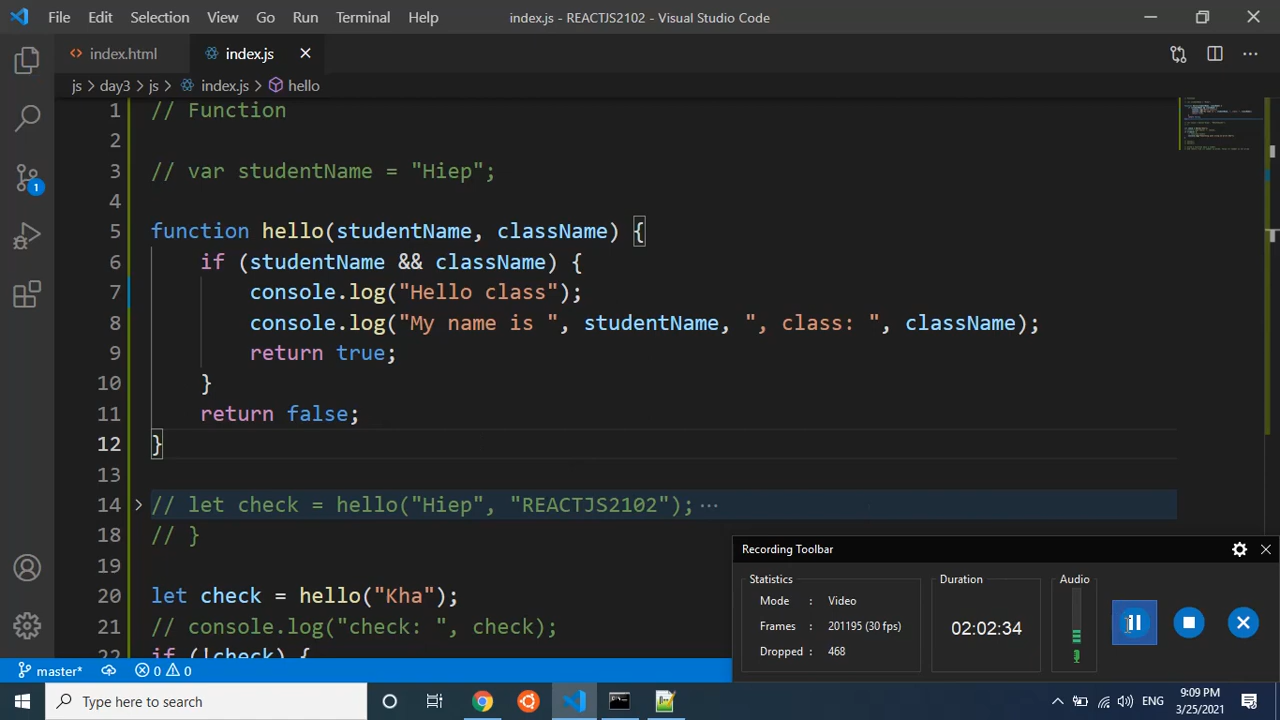 File Edit Selection View Go Run Terminal Help index.js - REACTJS2102 - Visual Studio Code
index.html index.js
js > day3 > js > index.js > hello
1 // Function
2
3 // var studentName = "Hiep";
4
5 function hello(studentName, className) {
6 if (studentName && className) {
7 console.log("Hello class");
8 console.log("My name is ", studentName, ", class: ", className);
9 return true;
10 }
11 return false;
12 }
13
14 // let check = hello("Hiep", "REACTJS2102"); ···
18 // }
19
20 let check = hello("Kha");
21 // console.log("check: ", check);
22 if (!check) {
1
Recording Toolbar
Statistics Duration Audio
Mode : Video
Frames : 201195 (30 fps)
Dropped : 468
02:02:34
master* 0 0
Type here to search
ENG
9:09 PM
3/25/2021